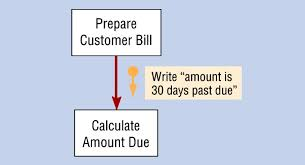 Prepare
Customer Bill
Write “amount is
30 days past due”
Calculate
Amount Due